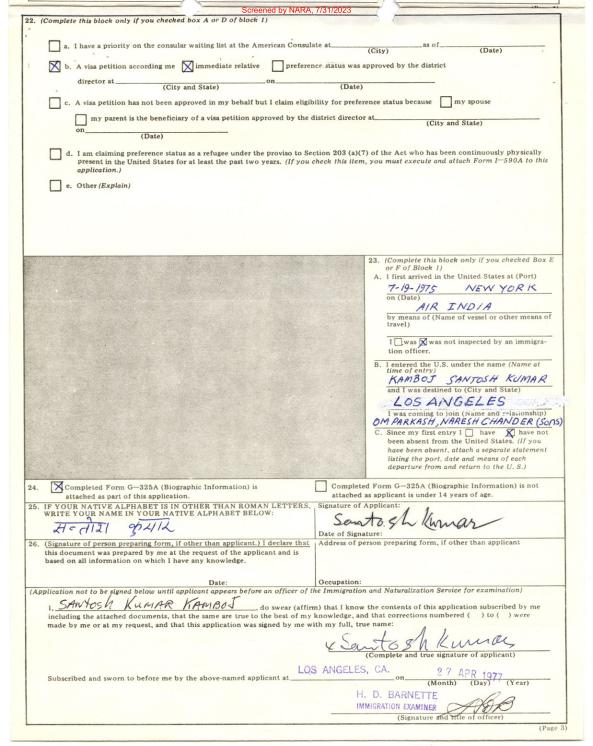 Screened by NARA, 7/31/2023
22. (Complete this block only if you checked box A or D of block 1)
a. I have a priority on the consular waiting list at the American Consulate at as of
(City) (Date)
b. A visa petition according me immediate relative preference status was approved by the district
director at on
(City and State) (Date)
c. A visa petition has not been approved in my behalf but I claim eligibility for preference status because my spouse
my parent is the beneficiary of a visa petition approved by the district director at
(City and State)
on
(Date)
d. I am claiming preference status as a refugee under the proviso to Section 203 (a)(7) of the Act who has been continuously physically
present in the United States for at least the past two years. (If you check this item, you must execute and attach Form I-590A to this
application.)
e. Other (Explain)
23. (Complete this block only if you checked Box E
or F of Block 1)
A. I first arrived in the United States at (Port)
7-19-1975 NEW YORK
on (Date)
AIR INDIA
by means of (Name of vessel or other means of
travel)
I was was not inspected by an immigra-
tion officer.
B. I entered the U.S. under the name (Name at
time of entry)
KAMBOJ SANTOSH KUMAR
and I was destined to (City and State)
LOS ANGELES
I was coming to join (Name and relationship)
OM PARKASH, NARESH CHANDER (Sons)
C. Since my first entry I have have not
been absent from the United States. (If you
have been absent, attach a separate statement
listing the port, date and means of each
departure from and return to the U. S.)
24. Completed Form G-325A (Biographic Information) is
attached as part of this application.
Completed Form G-325A (Biographic Information) is not
attached as applicant is under 14 years of age.
25. IF YOUR NATIVE ALPHABET IS IN OTHER THAN ROMAN LETTERS,
WRITE YOUR NAME IN YOUR NATIVE ALPHABET BELOW:
सन्तोश कुमार
Signature of Applicant:
Santosh Kumar
Date of Signature:
26. (Signature of person preparing form, if other than applicant.) I declare that
this document was prepared by me at the request of the applicant and is
based on all information on which I have any knowledge.
Date:
Address of person preparing form, if other than applicant
Occupation:
(Application not to be signed below until applicant appears before an officer of the Immigration and Naturalization Service for examination)
I, SANTOSH KUMAR KAMBOJ do swear (affirm) that I know the contents of this application subscribed by me
including the attached documents, that the same are true to the best of my knowledge, and that corrections numbered ( ) to ( ) were
made by me or at my request, and that this application was signed by me with my full, true name:
x Santosh Kumar
(Complete and true signature of applicant)
Subscribed and sworn to before me by the above-named applicant at LOS ANGELES, CA. on 27 APR 1977
(Month) (Day) (Year)
H. D. BARNETTE
IMMIGRATION EXAMINER
(Signature and title of officer)
(Page 3)